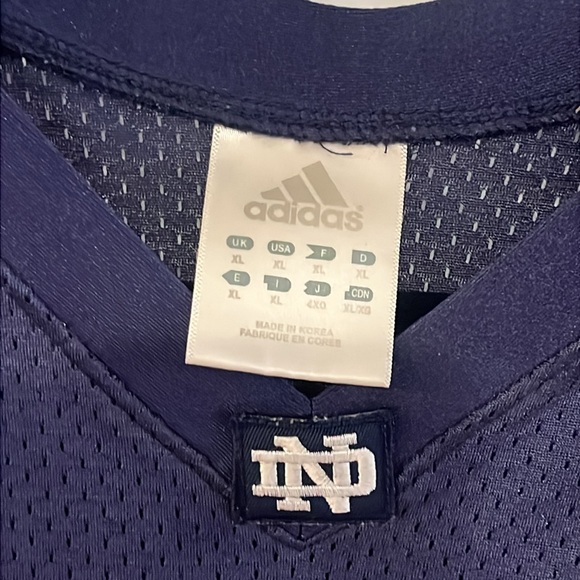 adidas
UK USA F D
XL XL XL XL
E I J CDN
XL XL 4XO XL/XG
MADE IN KOREA
FABRIQUE EN COREE
ND